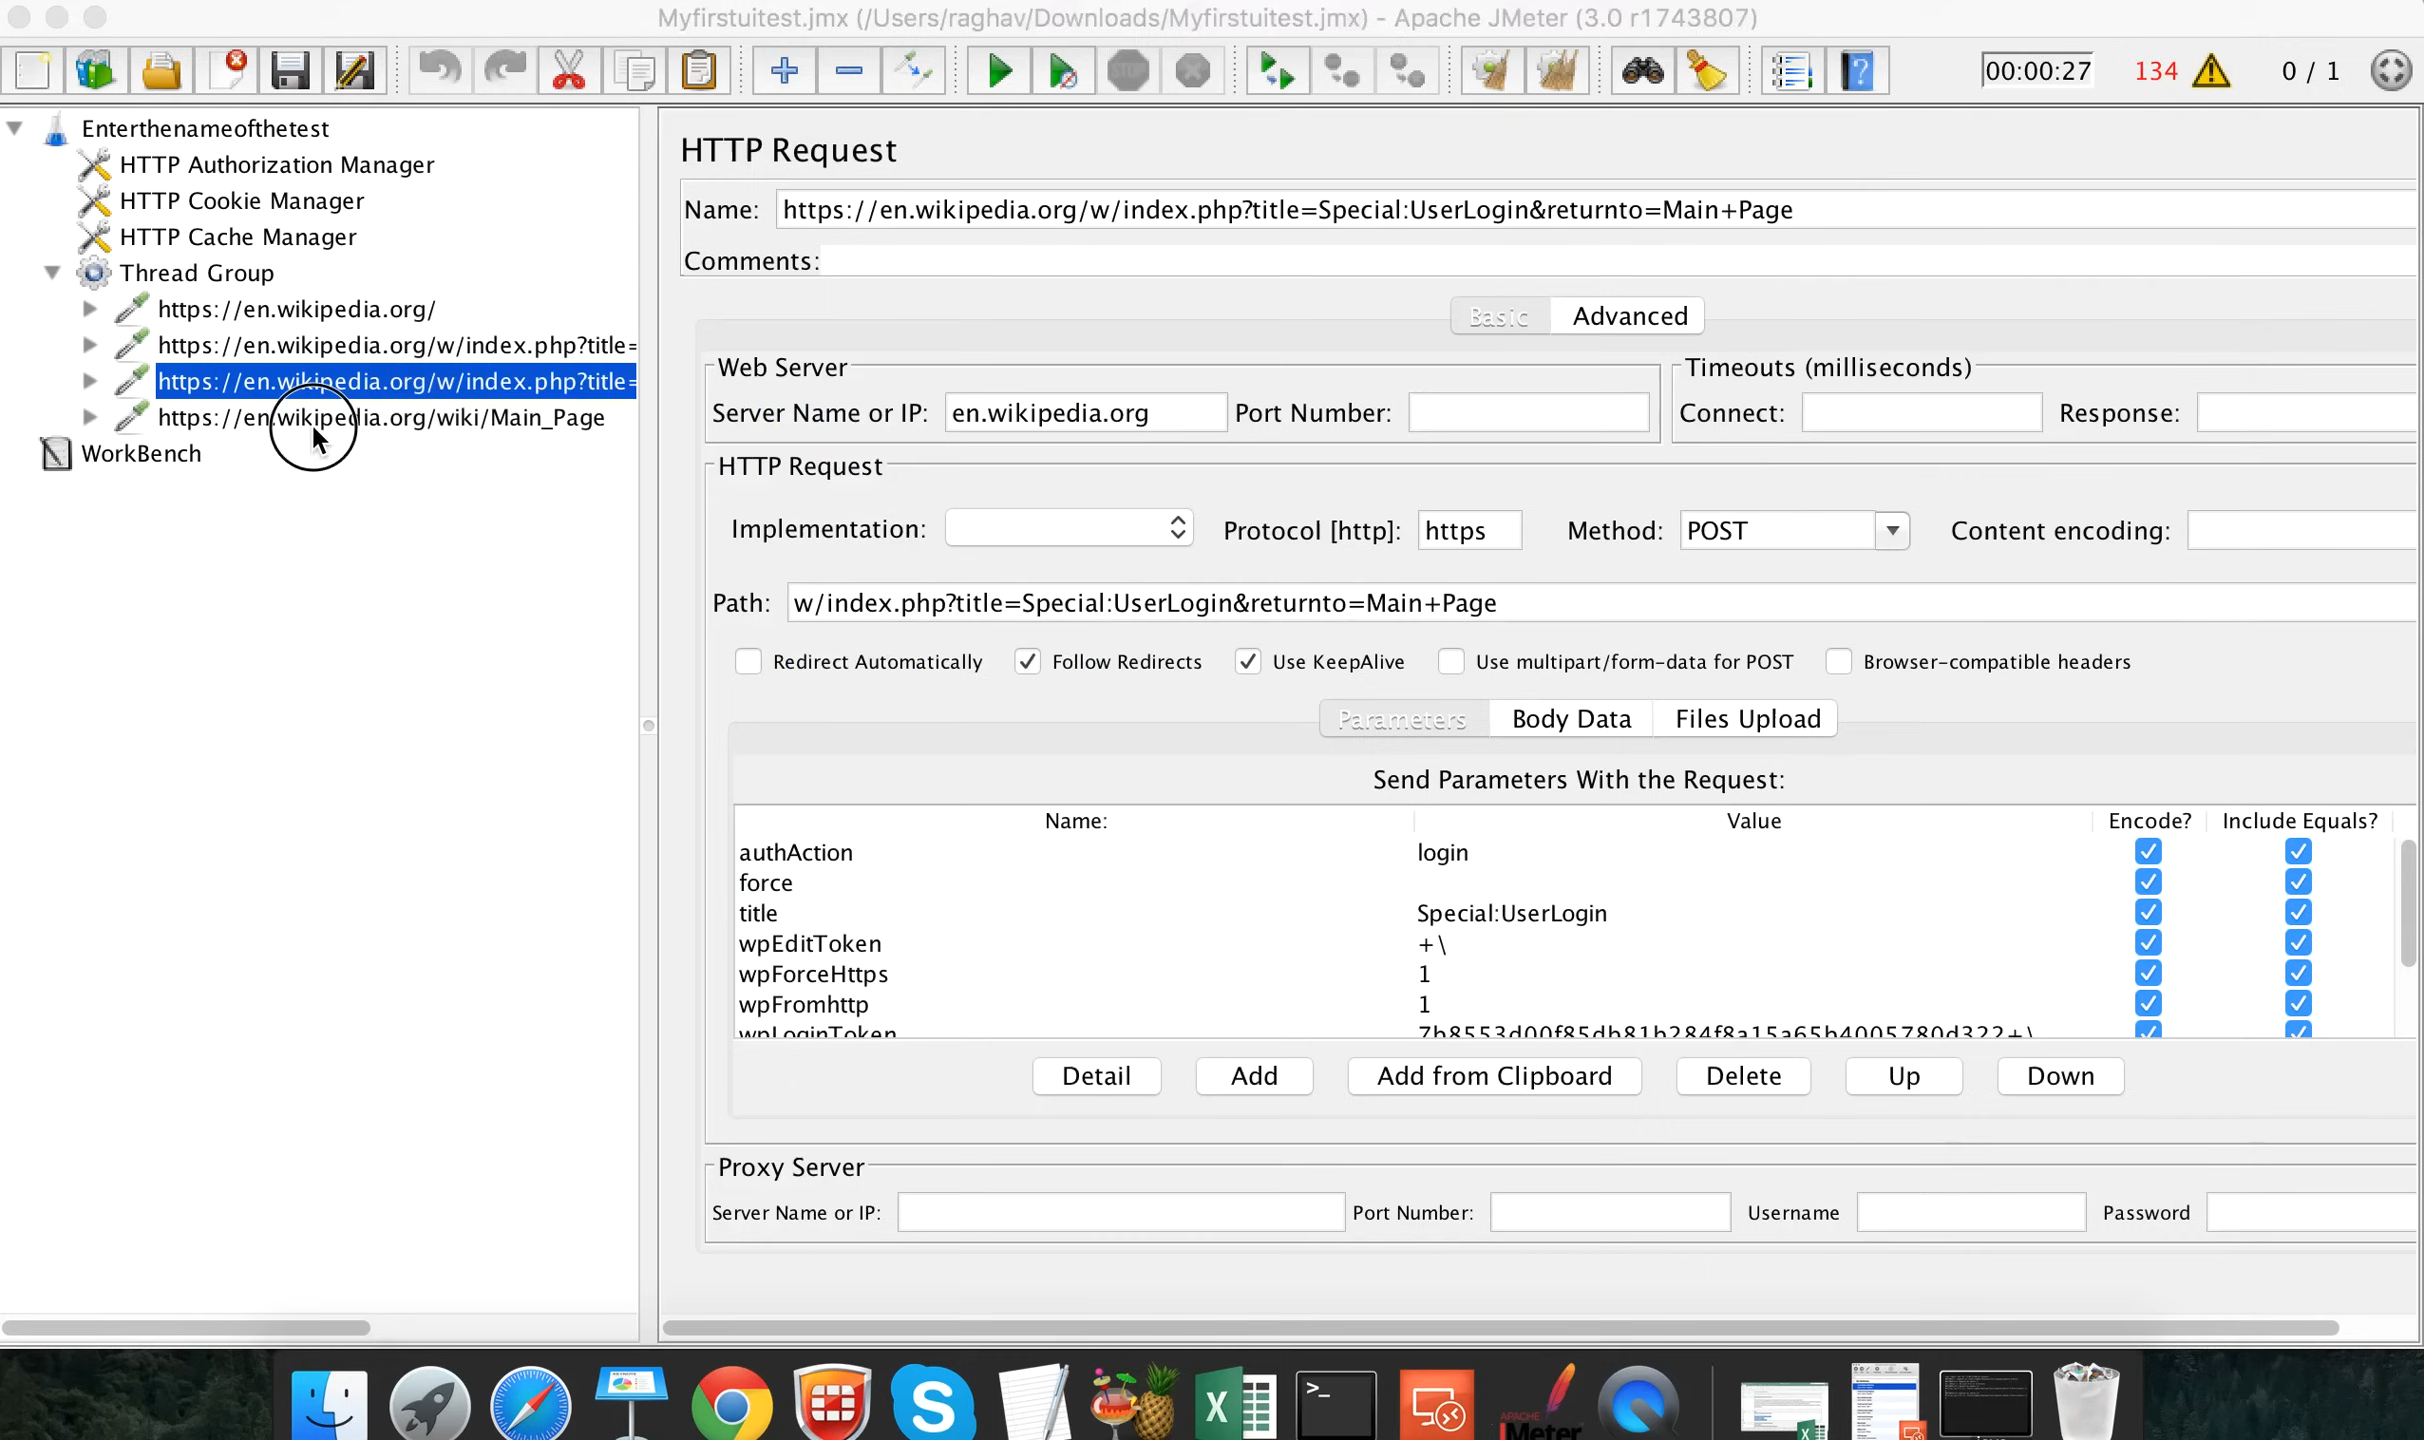 Myfirstuitest.jmx (/Users/raghav/Downloads/Myfirstuitest.jmx) - Apache JMeter (3.0 r1743807)
STOP
00:00:27 134 0 / 1
Enterthenameofthetest
HTTP Authorization Manager
HTTP Cookie Manager
HTTP Cache Manager
Thread Group
https://en.wikipedia.org/
https://en.wikipedia.org/w/index.php?title=
https://en.wikipedia.org/w/index.php?title=
https://en.wikipedia.org/wiki/Main_Page
WorkBench
HTTP Request
Name: https://en.wikipedia.org/w/index.php?title=Special:UserLogin&returnto=Main+Page
Comments:
Basic Advanced
Web Server
Server Name or IP: en.wikipedia.org Port Number:
Timeouts (milliseconds)
Connect: Response:
HTTP Request
Implementation: Protocol [http]: https Method: POST Content encoding:
Path: w/index.php?title=Special:UserLogin&returnto=Main+Page
Redirect Automatically Follow Redirects Use KeepAlive Use multipart/form-data for POST Browser-compatible headers
Parameters Body Data Files Upload
Send Parameters With the Request:
Name: Value Encode? Include Equals?
authAction login
force
title Special:UserLogin
wpEditToken +\
wpForceHttps 1
wpFromhttp 1
wpLoginToken 7b8553d00f85db81b284f8a15a65b4005780d322+\
Detail Add Add from Clipboard Delete Up Down
Proxy Server
Server Name or IP: Port Number: Username Password
APACHE
JMeter